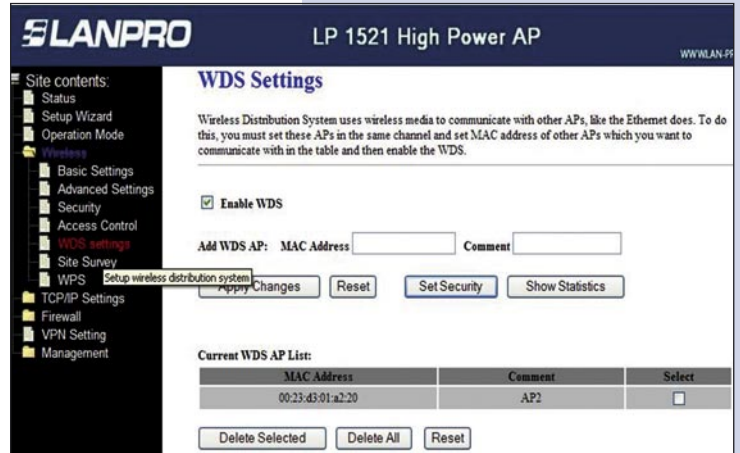 LANPRO
LP 1521 High Power AP
WWW.LAN-PR
Site contents:
Status
Setup Wizard
Operation Mode
Wireless
Basic Settings
Advanced Settings
Security
Access Control
WDS settings
Site Survey
WPS
Setup wireless distribution system
TCP/IP Settings
Firewall
VPN Setting
Management
WDS Settings
Wireless Distribution System uses wireless media to communicate with other APs, like the Ethernet does. To do
this, you must set these APs in the same channel and set MAC address of other APs which you want to
communicate with in the table and then enable the WDS.
Enable WDS
Add WDS AP: MAC Address Comment
Apply Changes Reset Set Security Show Statistics
Current WDS AP List:
MAC Address Comment Select
00:23:d3:01:a2:20 AP2
Delete Selected Delete All Reset